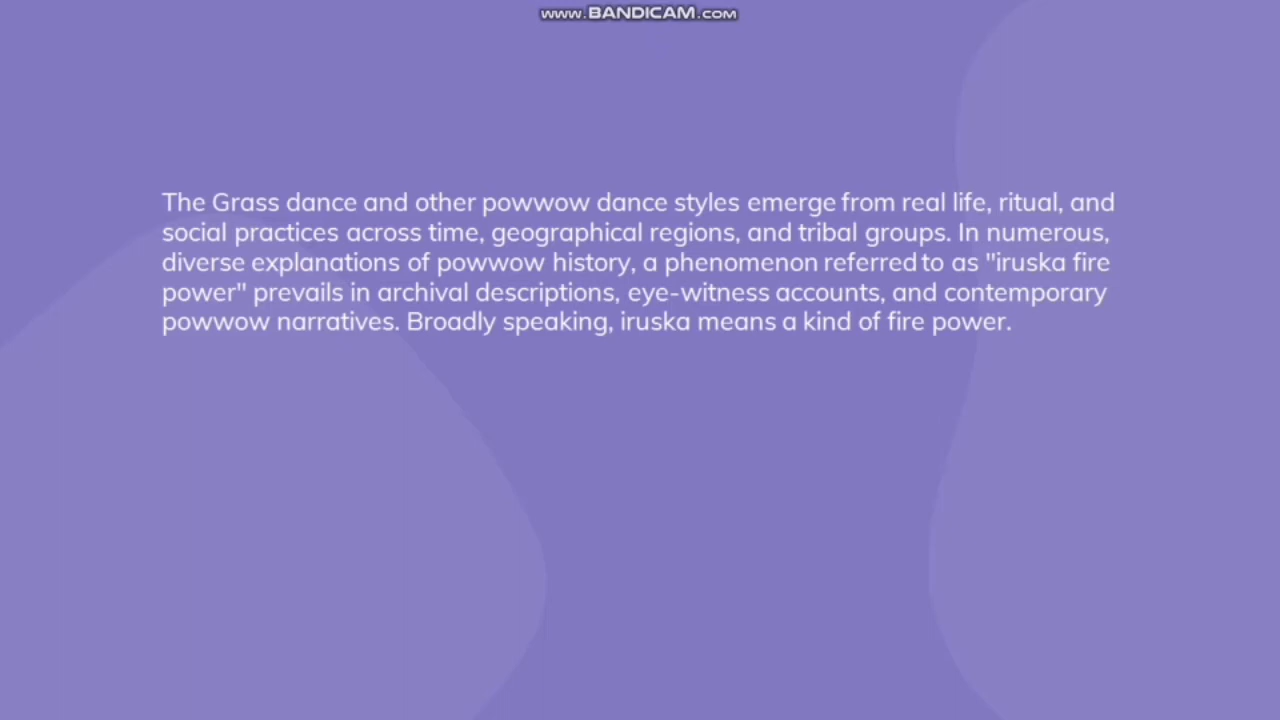 www.BANDICAM.com
The Grass dance and other powwow dance styles emerge from real life, ritual, and
social practices across time, geographical regions, and tribal groups. In numerous,
diverse explanations of powwow history, a phenomenon referred to as "iruska fire
power" prevails in archival descriptions, eye-witness accounts, and contemporary
powwow narratives. Broadly speaking, iruska means a kind of fire power.